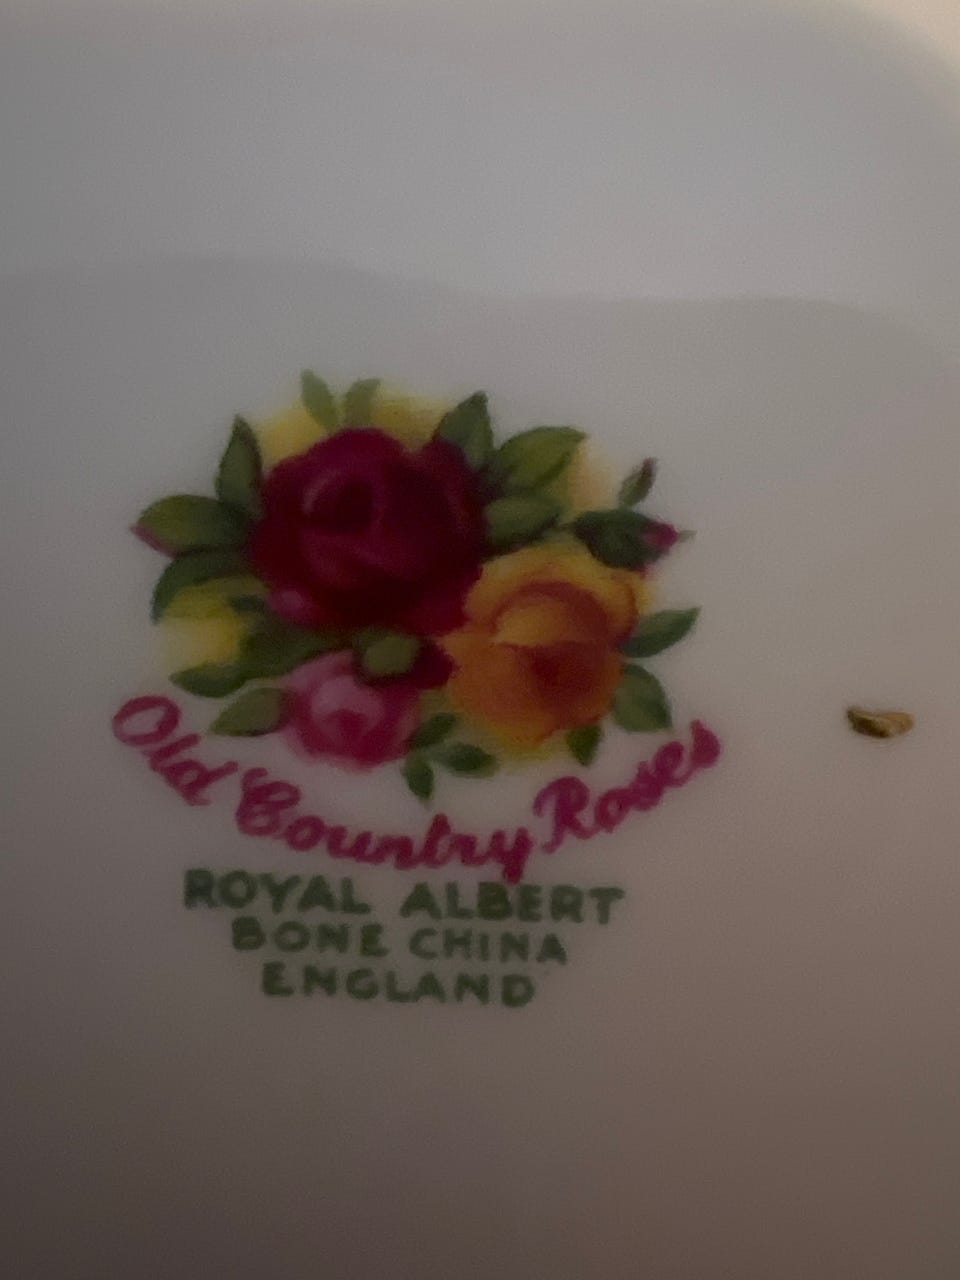 Old Country Roses
ROYAL ALBERT
BONE CHINA
ENGLAND